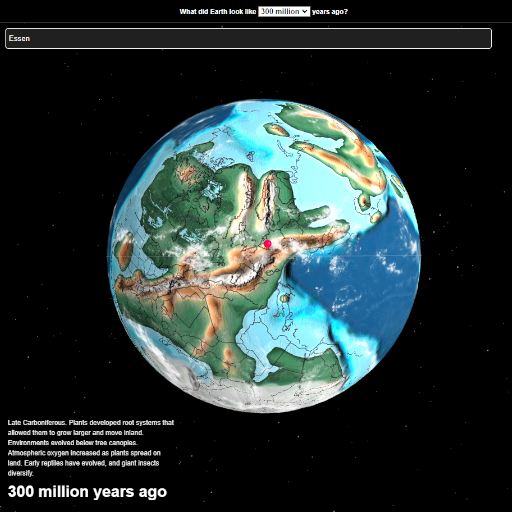 What did Earth look like 300 million years ago?
Essen
Late Carboniferous. Plants developed root systems that
allowed them to grow larger and move inland.
Environments evolved below tree canopies.
Atmospheric oxygen increased as plants spread on
land. Early reptiles have evolved, and giant insects
diversify.
300 million years ago